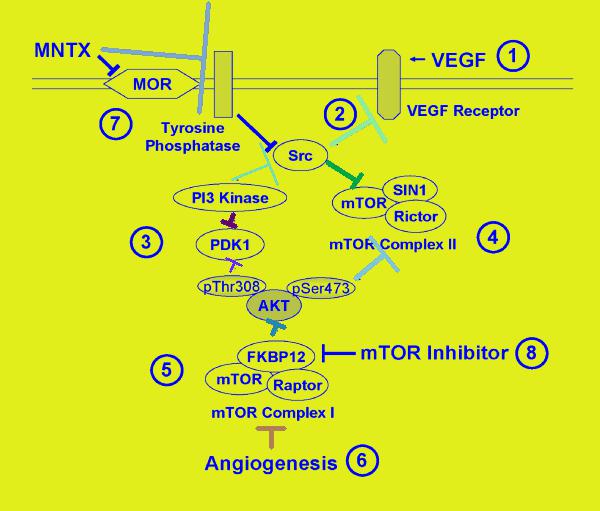 MNTX
VEGF 1
MOR
VEGF Receptor
7
Tyrosine
Phosphatase
2
Src
PI3 Kinase
SIN1
mTOR
Rictor
3
PDK1
mTOR Complex II
4
pThr308
pSer473
AKT
FKBP12
mTOR Inhibitor 8
5
mTOR
Raptor
mTOR Complex I
Angiogenesis 6